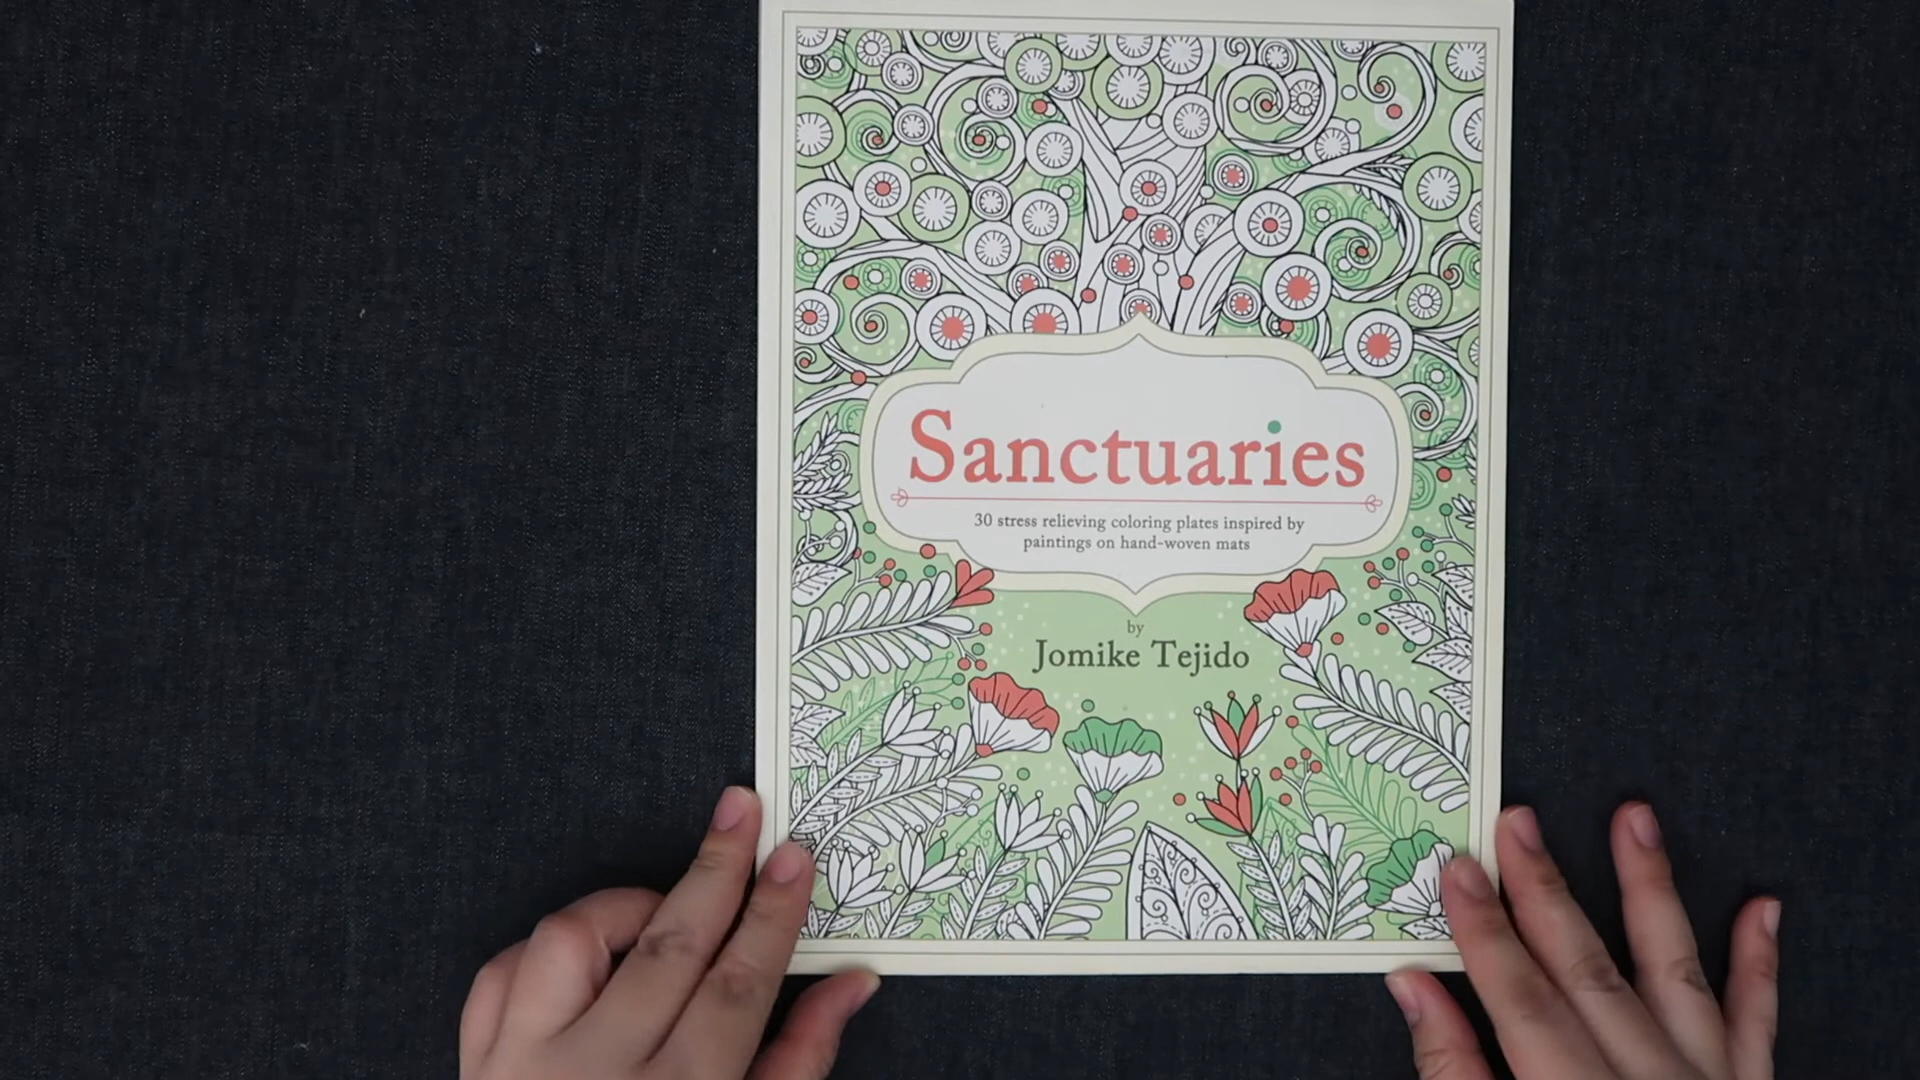 Sanctuaries
30 stress relieving coloring plates inspired by
paintings on hand-woven mats
by
Jomike Tejido